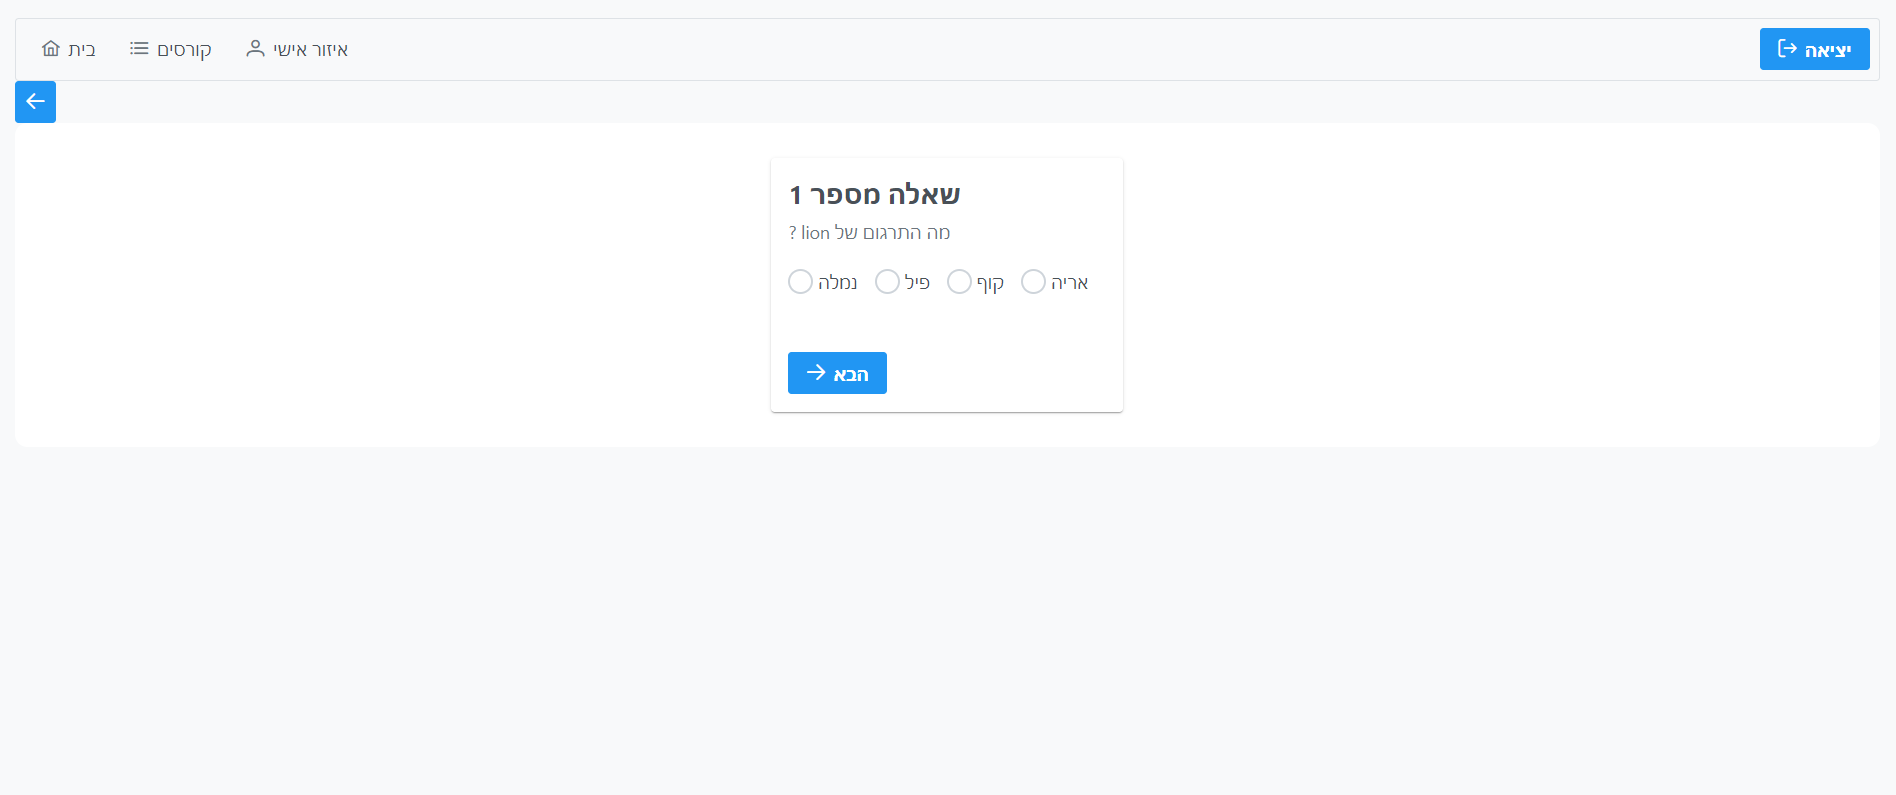 בית
קורסים
איזור אישי
יציאה
שאלה מספר 1
מה התרגום של lion ?
נמלה
פיל
קוף
אריה
הבא